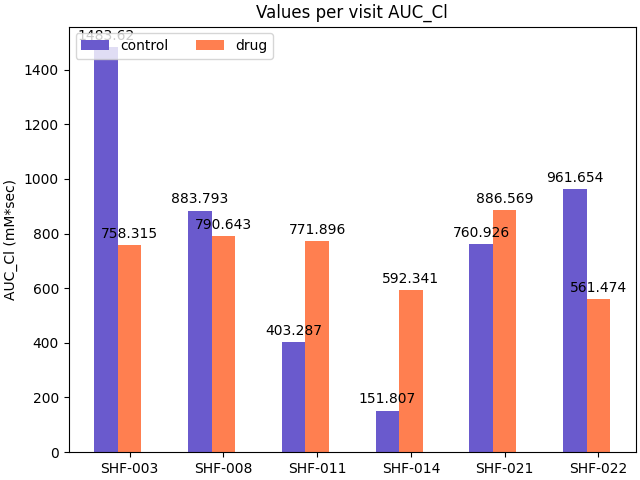 Values per visit AUC_Cl
AUC_Cl (mM*sec)
control
drug
1400
1200
1000
800
600
400
200
0
1483.62
758.315
883.793
790.643
403.287
771.896
151.807
592.341
760.926
886.569
961.654
561.474
SHF-003
SHF-008
SHF-011
SHF-014
SHF-021
SHF-022